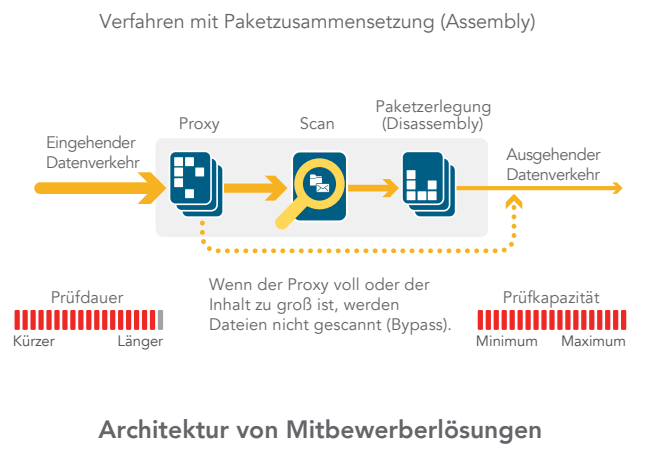 Verfahren mit Paketzusammensetzung (Assembly)
Proxy
Scan
Paketzerlegung
(Disassembly)
Eingehender
Datenverkehr
Ausgehender
Datenverkehr
Wenn der Proxy voll oder der
Inhalt zu groß ist, werden
Dateien nicht gescannt (Bypass).
Prüfdauer
Kürzer
Länger
Prüfkapazität
Minimum
Maximum
Architektur von Mitbewerberlösungen